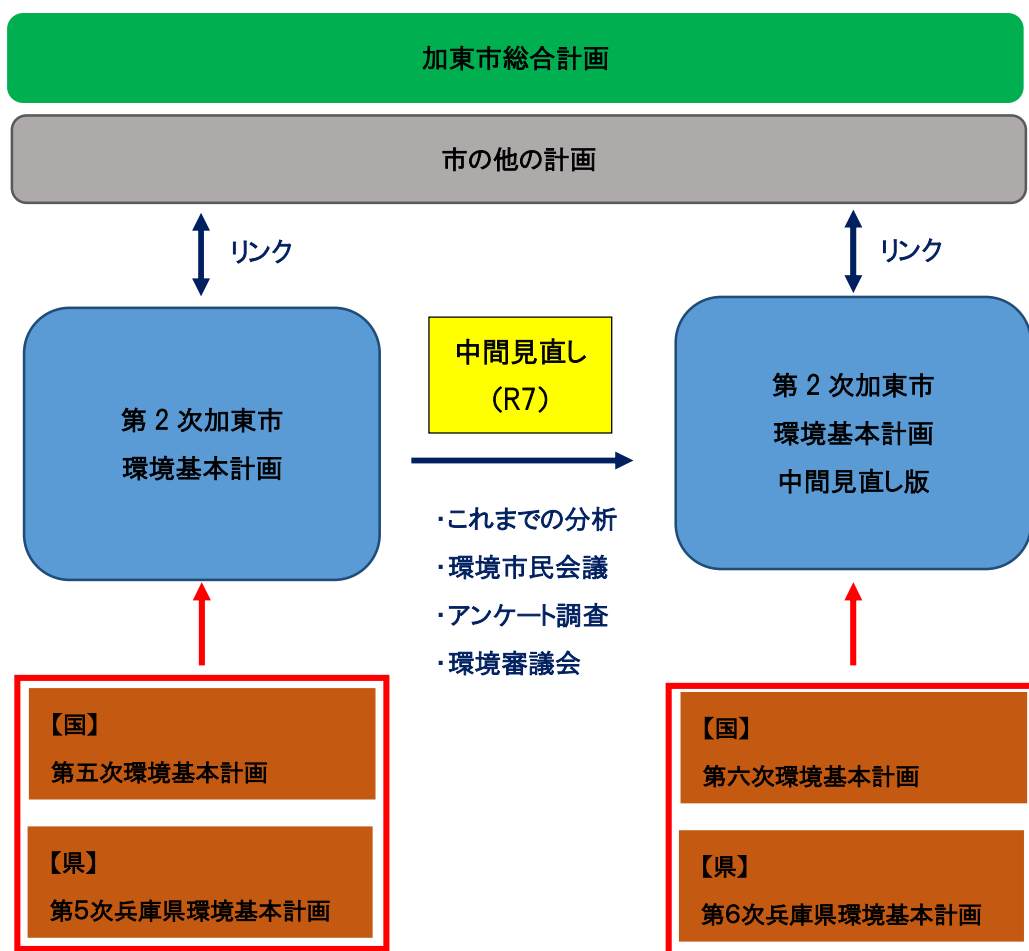 加東市総合計画
市の他の計画
リンク
リンク
第2次加東市
環境基本計画
中間見直し
(R7)
・これまでの分析
・環境市民会議
・アンケート調査
・環境審議会
第2次加東市
環境基本計画
中間見直し版
【国】
第五次環境基本計画
【県】
第5次兵庫県環境基本計画
【国】
第六次環境基本計画
【県】
第6次兵庫県環境基本計画